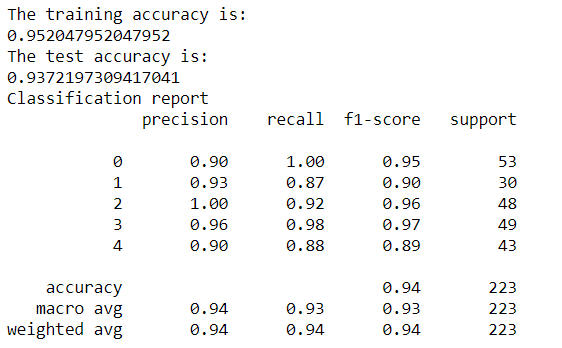 The training accuracy is:
0.952047952047952
The test accuracy is:
0.9372197309417041
Classification report
precision recall f1-score support
0 0.90 1.00 0.95 53
1 0.93 0.87 0.90 30
2 1.00 0.92 0.96 48
3 0.96 0.98 0.97 49
4 0.90 0.88 0.89 43
accuracy 0.94 223
macro avg 0.94 0.93 0.93 223
weighted avg 0.94 0.94 0.94 223